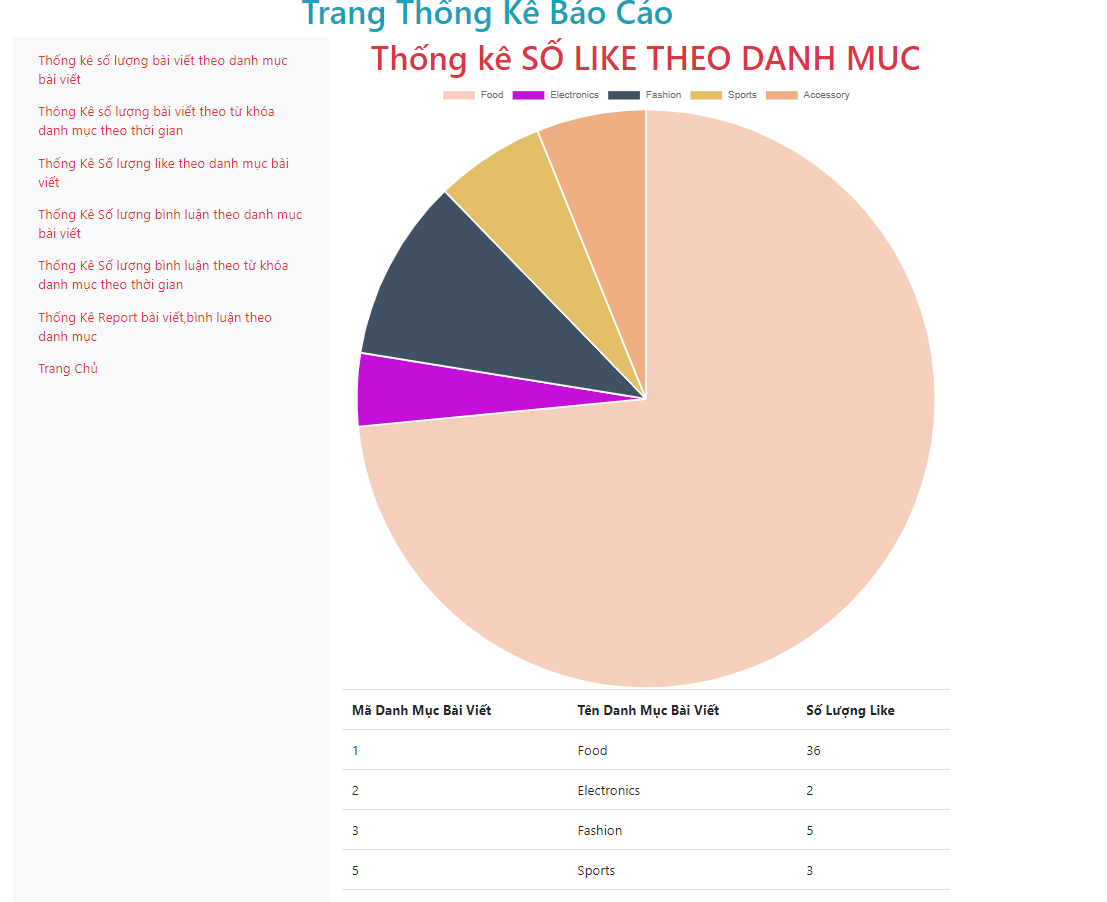 Trang Thống Kê Báo Cáo
Thống kê số lượng bài viết theo danh mục
bài viết
Thông Kê số lượng bài viết theo từ khóa
danh mục theo thời gian
Thống Kê Số lượng like theo danh mục bài
viết
Thống Kê Số lượng bình luận theo danh mục
bài viết
Thống Kê Số lượng bình luận theo từ khóa
danh mục theo thời gian
Thống Kê Report bài viết,bình luận theo
danh mục
Trang Chủ
Thống kê SỐ LIKE THEO DANH MUC
Food Electronics Fashion Sports Accessory
Mã Danh Mục Bài Viết Tên Danh Mục Bài Viết Số Lượng Like
1 Food 36
2 Electronics 2
3 Fashion 5
5 Sports 3